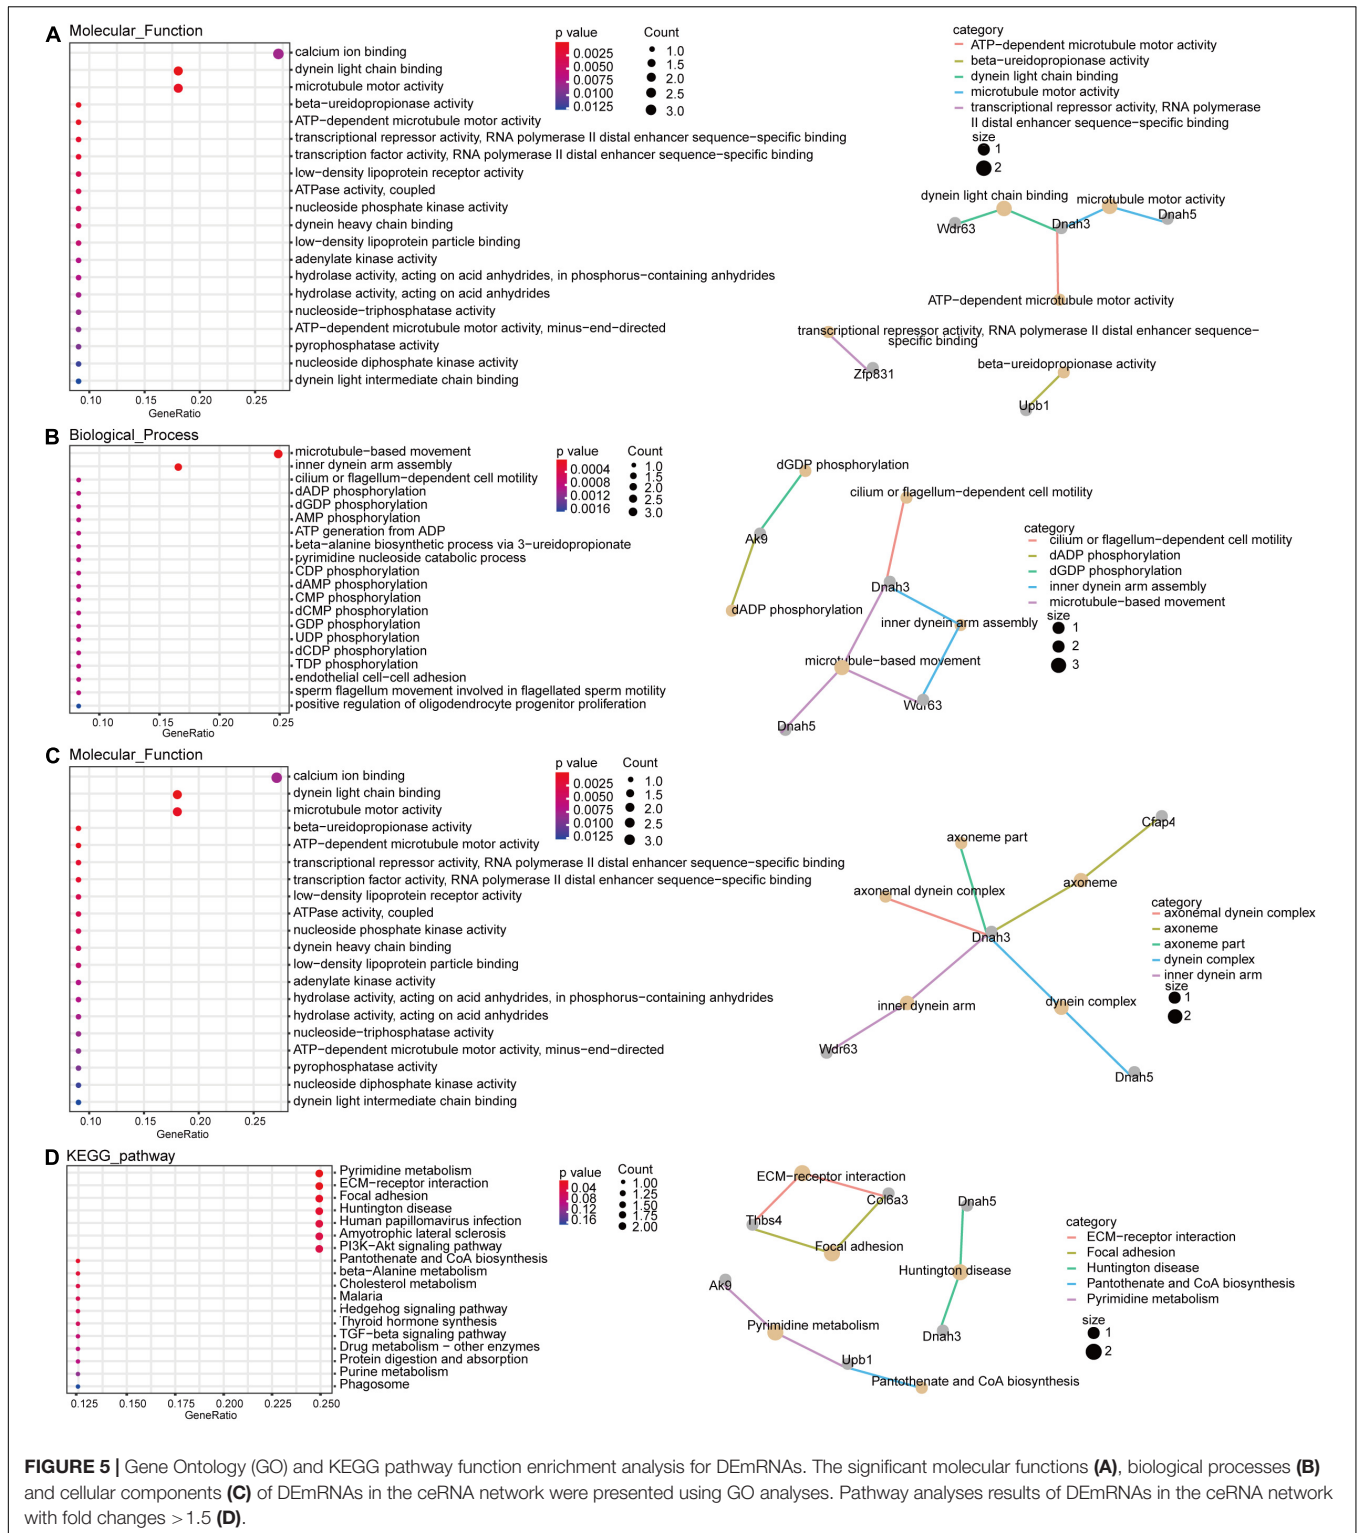 A Molecular_Function
calcium ion binding
dynein light chain binding
microtubule motor activity
beta−ureidopropionase activity
ATP−dependent microtubule motor activity
transcriptional repressor activity, RNA polymerase II distal enhancer sequence−specific binding
transcription factor activity, RNA polymerase II distal enhancer sequence−specific binding
low−density lipoprotein receptor activity
ATPase activity, coupled
nucleoside phosphate kinase activity
dynein heavy chain binding
low−density lipoprotein particle binding
adenylate kinase activity
hydrolase activity, acting on acid anhydrides, in phosphorus−containing anhydrides
hydrolase activity, acting on acid anhydrides
nucleoside−triphosphatase activity
ATP−dependent microtubule motor activity, minus−end−directed
pyrophosphatase activity
nucleoside diphosphate kinase activity
dynein light intermediate chain binding
0.10 0.15 0.20 0.25
GeneRatio
p value
0.0025
0.0050
0.0075
0.0100
0.0125
Count
1.0
1.5
2.0
2.5
3.0
category
ATP−dependent microtubule motor activity
beta−ureidopropionase activity
dynein light chain binding
microtubule motor activity
transcriptional repressor activity, RNA polymerase
II distal enhancer sequence−specific binding
size
1
2
dynein light chain binding
microtubule motor activity
Wdr63
Dnah3
Dnah5
ATP−dependent microtubule motor activity
transcriptional repressor activity, RNA polymerase II distal enhancer sequence−
specific binding
Zfp831
beta−ureidopropionase activity
Upb1
B Biological_Process
microtubule−based movement
inner dynein arm assembly
cilium or flagellum−dependent cell motility
dADP phosphorylation
dGDP phosphorylation
AMP phosphorylation
ATP generation from ADP
beta−alanine biosynthetic process via 3−ureidopropionate
pyrimidine nucleoside catabolic process
CDP phosphorylation
dAMP phosphorylation
CMP phosphorylation
dCMP phosphorylation
GDP phosphorylation
UDP phosphorylation
dCDP phosphorylation
TDP phosphorylation
endothelial cell−cell adhesion
sperm flagellum movement involved in flagellated sperm motility
positive regulation of oligodendrocyte progenitor proliferation
0.10 0.15 0.20 0.25
GeneRatio
p value
0.0004
0.0008
0.0012
0.0016
Count
1.0
1.5
2.0
2.5
3.0
dGDP phosphorylation
cilium or flagellum−dependent cell motility
Ak9
Dnah3
dADP phosphorylation
inner dynein arm assembly
microtubule−based movement
Wdr63
Dnah5
category
cilium or flagellum−dependent cell motility
dADP phosphorylation
dGDP phosphorylation
inner dynein arm assembly
microtubule−based movement
size
1
2
3
C Molecular_Function
calcium ion binding
dynein light chain binding
microtubule motor activity
beta−ureidopropionase activity
ATP−dependent microtubule motor activity
transcriptional repressor activity, RNA polymerase II distal enhancer sequence−specific binding
transcription factor activity, RNA polymerase II distal enhancer sequence−specific binding
low−density lipoprotein receptor activity
ATPase activity, coupled
nucleoside phosphate kinase activity
dynein heavy chain binding
low−density lipoprotein particle binding
adenylate kinase activity
hydrolase activity, acting on acid anhydrides, in phosphorus−containing anhydrides
hydrolase activity, acting on acid anhydrides
nucleoside−triphosphatase activity
ATP−dependent microtubule motor activity, minus−end−directed
pyrophosphatase activity
nucleoside diphosphate kinase activity
dynein light intermediate chain binding
0.10 0.15 0.20 0.25
GeneRatio
p value
0.0025
0.0050
0.0075
0.0100
0.0125
Count
1.0
1.5
2.0
2.5
3.0
Cfap4
axoneme part
axoneme
axonemal dynein complex
Dnah3
inner dynein arm
dynein complex
Wdr63
Dnah5
category
axonemal dynein complex
axoneme
axoneme part
dynein complex
inner dynein arm
size
1
2
D KEGG_pathway
Pyrimidine metabolism
ECM−receptor interaction
Focal adhesion
Huntington disease
Human papillomavirus infection
Amyotrophic lateral sclerosis
PI3K−Akt signaling pathway
Pantothenate and CoA biosynthesis
beta−Alanine metabolism
Cholesterol metabolism
Malaria
Hedgehog signaling pathway
Thyroid hormone synthesis
TGF−beta signaling pathway
Drug metabolism − other enzymes
Protein digestion and absorption
Purine metabolism
Phagosome
0.125 0.150 0.175 0.200 0.225 0.250
GeneRatio
p value
0.04
0.08
0.12
0.16
Count
1.00
1.25
1.50
1.75
2.00
ECM−receptor interaction
Col6a3
Thbs4
Focal adhesion
Dnah5
Huntington disease
Dnah3
Ak9
Pyrimidine metabolism
Upb1
Pantothenate and CoA biosynthesis
category
ECM−receptor interaction
Focal adhesion
Huntington disease
Pantothenate and CoA biosynthesis
Pyrimidine metabolism
size
1
2
FIGURE 5 | Gene Ontology (GO) and KEGG pathway function enrichment analysis for DEmRNAs. The significant molecular functions (A), biological processes (B)
and cellular components (C) of DEmRNAs in the ceRNA network were presented using GO analyses. Pathway analyses results of DEmRNAs in the ceRNA network
with fold changes >1.5 (D).